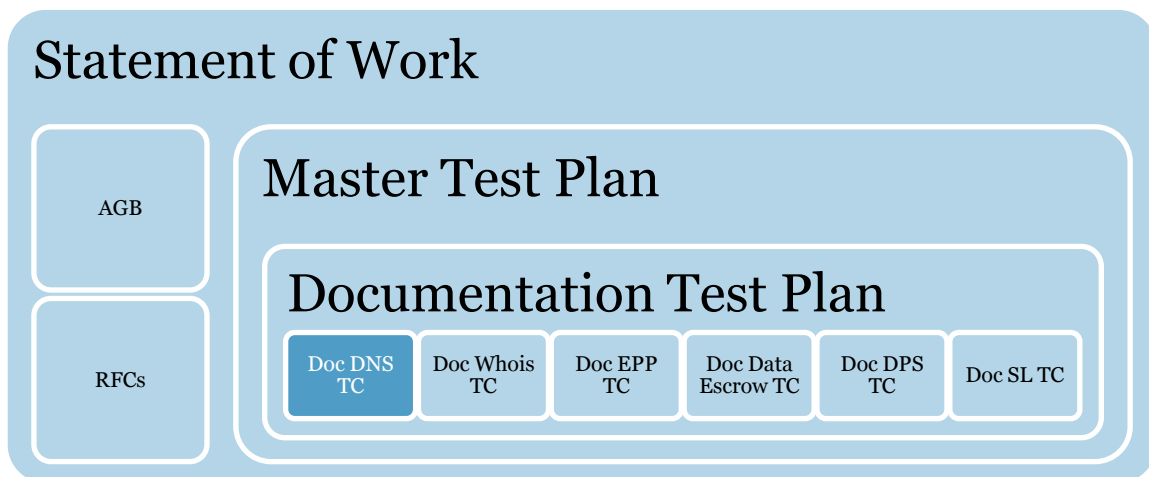 Statement of Work
AGB
RFCs
Master Test Plan
Documentation Test Plan
Doc DNS
TC
Doc Whois
TC
Doc EPP
TC
Doc Data
Escrow TC
Doc DPS
TC
Doc SL TC